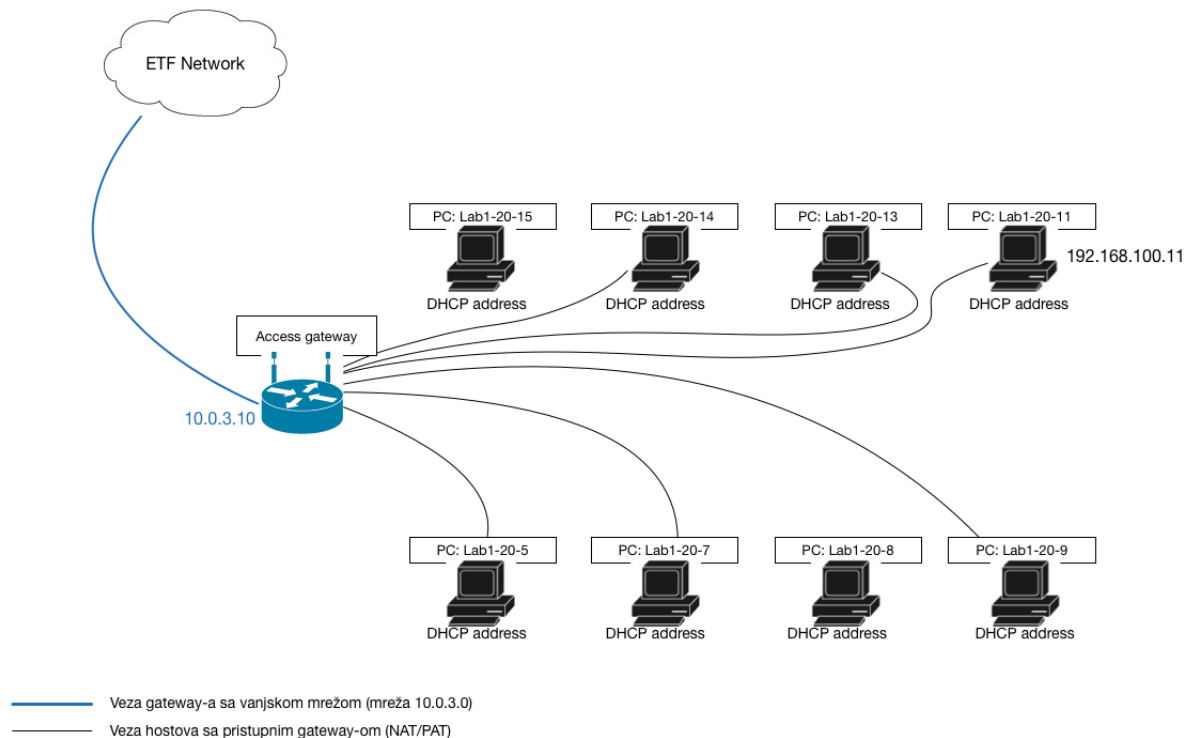 ETF Network
PC: Lab1-20-15
PC: Lab1-20-14
PC: Lab1-20-13
PC: Lab1-20-11
192.168.100.11
DHCP address
DHCP address
DHCP address
DHCP address
Access gateway
10.0.3.10
PC: Lab1-20-5
PC: Lab1-20-7
PC: Lab1-20-8
PC: Lab1-20-9
DHCP address
DHCP address
DHCP address
DHCP address
Veza gateway-a sa vanjskom mrežom (mreža 10.0.3.0)
Veza hostova sa pristupnim gateway-om (NAT/PAT)